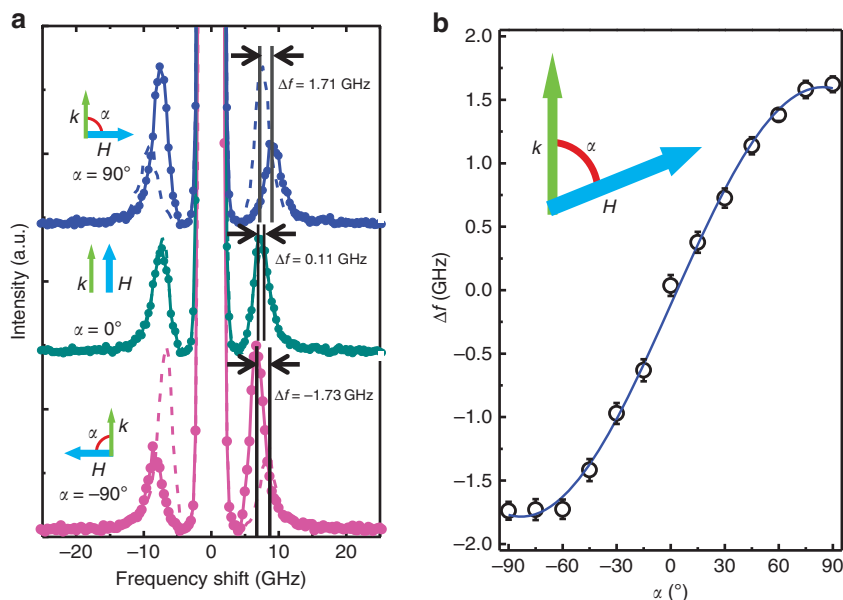 a
Δf = 1.71 GHz
k
α
H
α = 90°
Δf = 0.11 GHz
k
H
α = 0°
Δf = −1.73 GHz
α
k
H
α = −90°
Intensity (a.u.)
−20 −10 0 10 20
Frequency shift (GHz)
b
2.0
1.5
1.0
0.5
0.0
−0.5
−1.0
−1.5
−2.0
Δf (GHz)
k
α
H
−90 −60 −30 0 30 60 90
α (°)